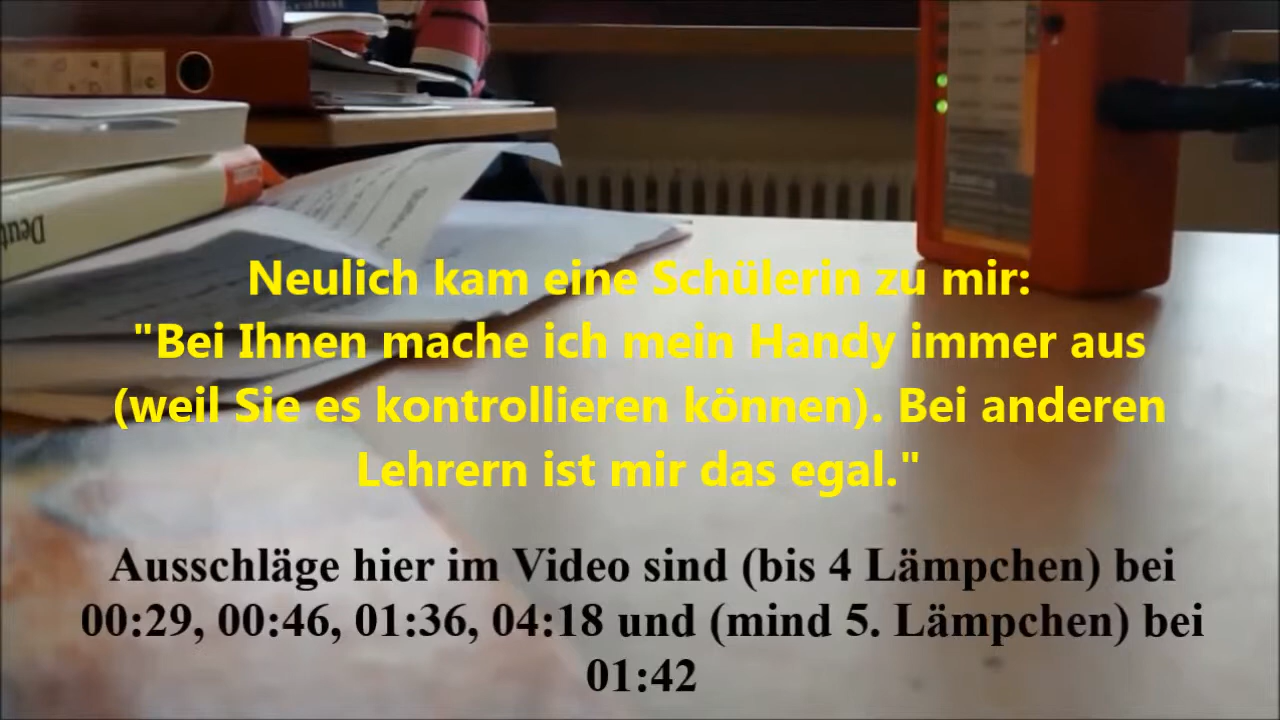 Deut
Neulich kam eine Schülerin zu mir:
"Bei Ihnen mache ich mein Handy immer aus
(weil Sie es kontrollieren können). Bei anderen
Lehrern ist mir das egal."
Ausschläge hier im Video sind (bis 4 Lämpchen) bei
00:29, 00:46, 01:36, 04:18 und (mind 5. Lämpchen) bei
01:42